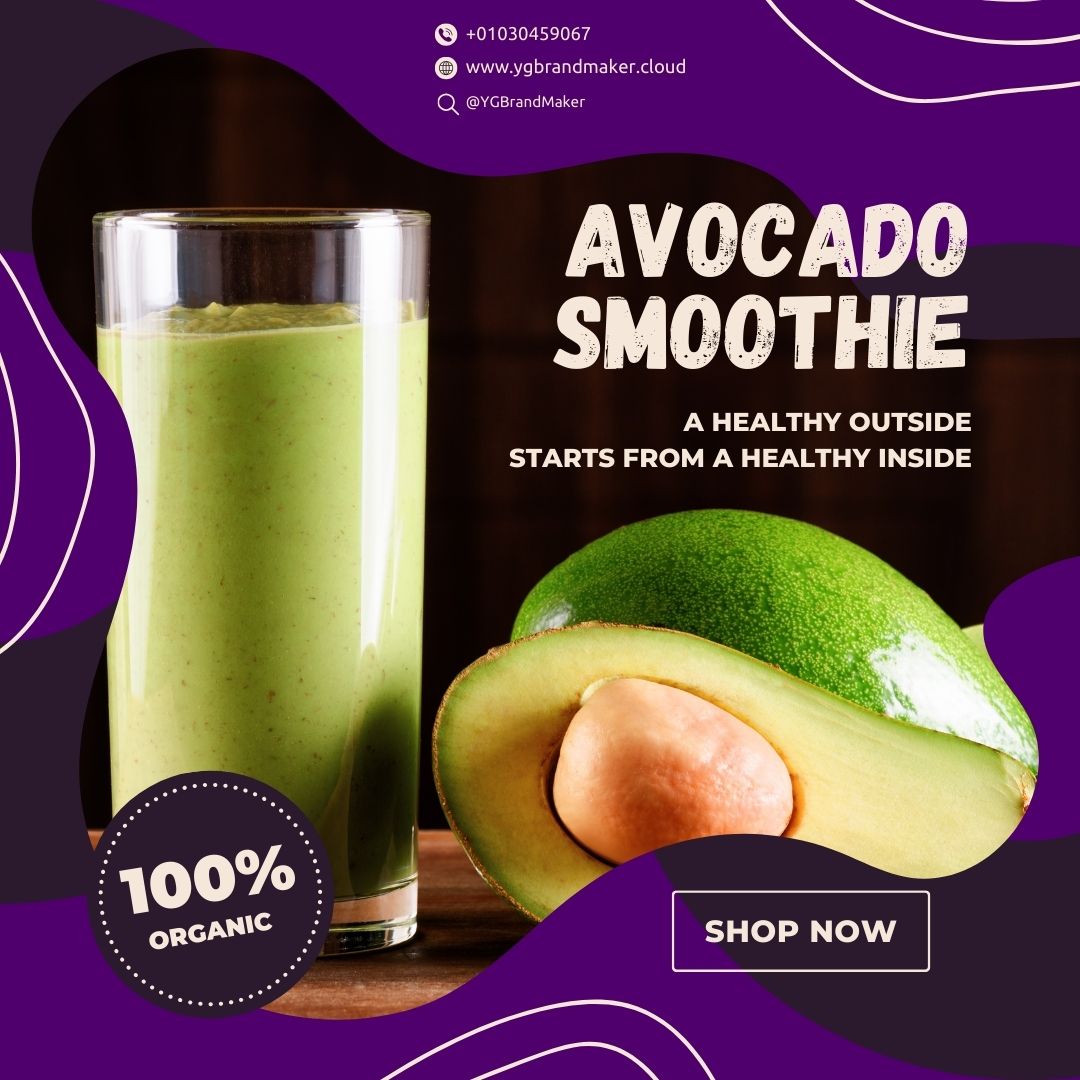 +01030459067
www.ygbrandmaker.cloud
@YGBrandMaker
AVOCADO
SMOOTHIE
A HEALTHY OUTSIDE
STARTS FROM A HEALTHY INSIDE
100%
ORGANIC
SHOP NOW